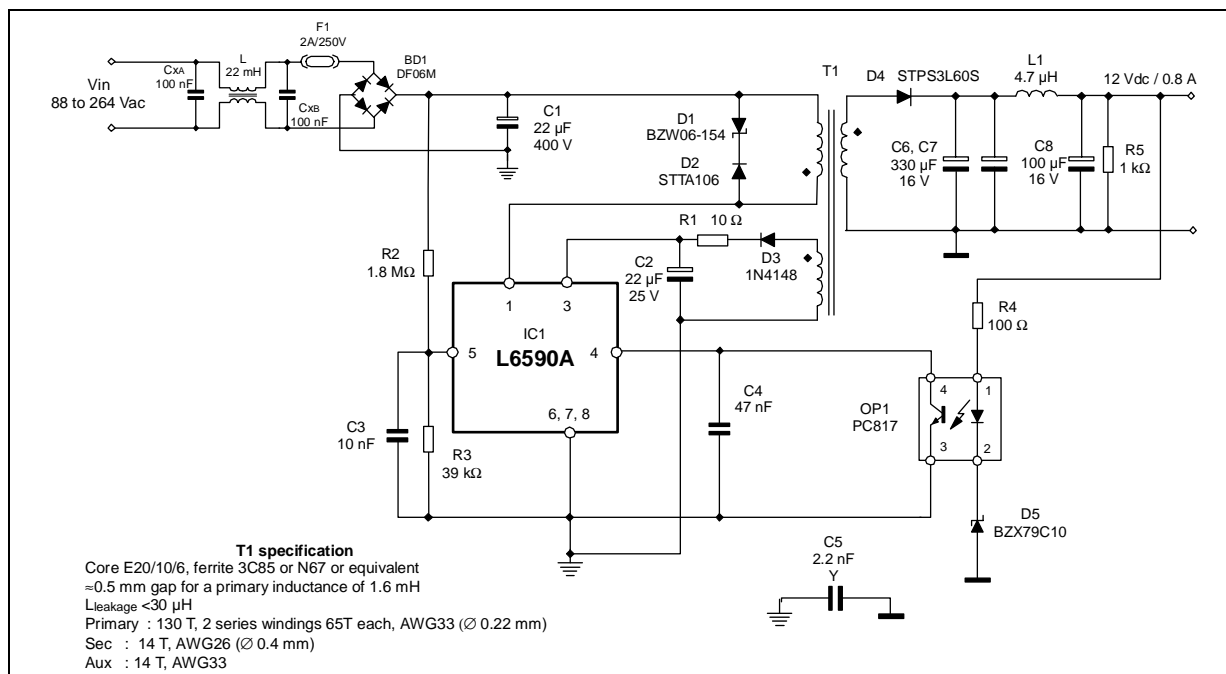 F1
2A/250V
L
22 mH
CXA
100 nF
Vin
88 to 264 Vac
CXB
100 nF
BD1
DF06M
C1
22 µF
400 V
D1
BZW06-154
D2
STTA106
T1
D4 STPS3L60S
L1
4.7 µH
12 Vdc / 0.8 A
C6, C7
330 µF
16 V
C8
100 µF
16 V
R5
1 kΩ
R1 10 Ω
D3
1N4148
C2
22 µF
25 V
R2
1.8 MΩ
1
3
IC1
L6590A
5
4
6, 7, 8
C3
10 nF
R3
39 kΩ
C4
47 nF
R4
100 Ω
OP1
PC817
4
1
3
2
D5
BZX79C10
C5
2.2 nF
Y
T1 specification
Core E20/10/6, ferrite 3C85 or N67 or equivalent
≈0.5 mm gap for a primary inductance of 1.6 mH
Lleakage <30 µH
Primary : 130 T, 2 series windings 65T each, AWG33 (Ø 0.22 mm)
Sec : 14 T, AWG26 (Ø 0.4 mm)
Aux : 14 T, AWG33